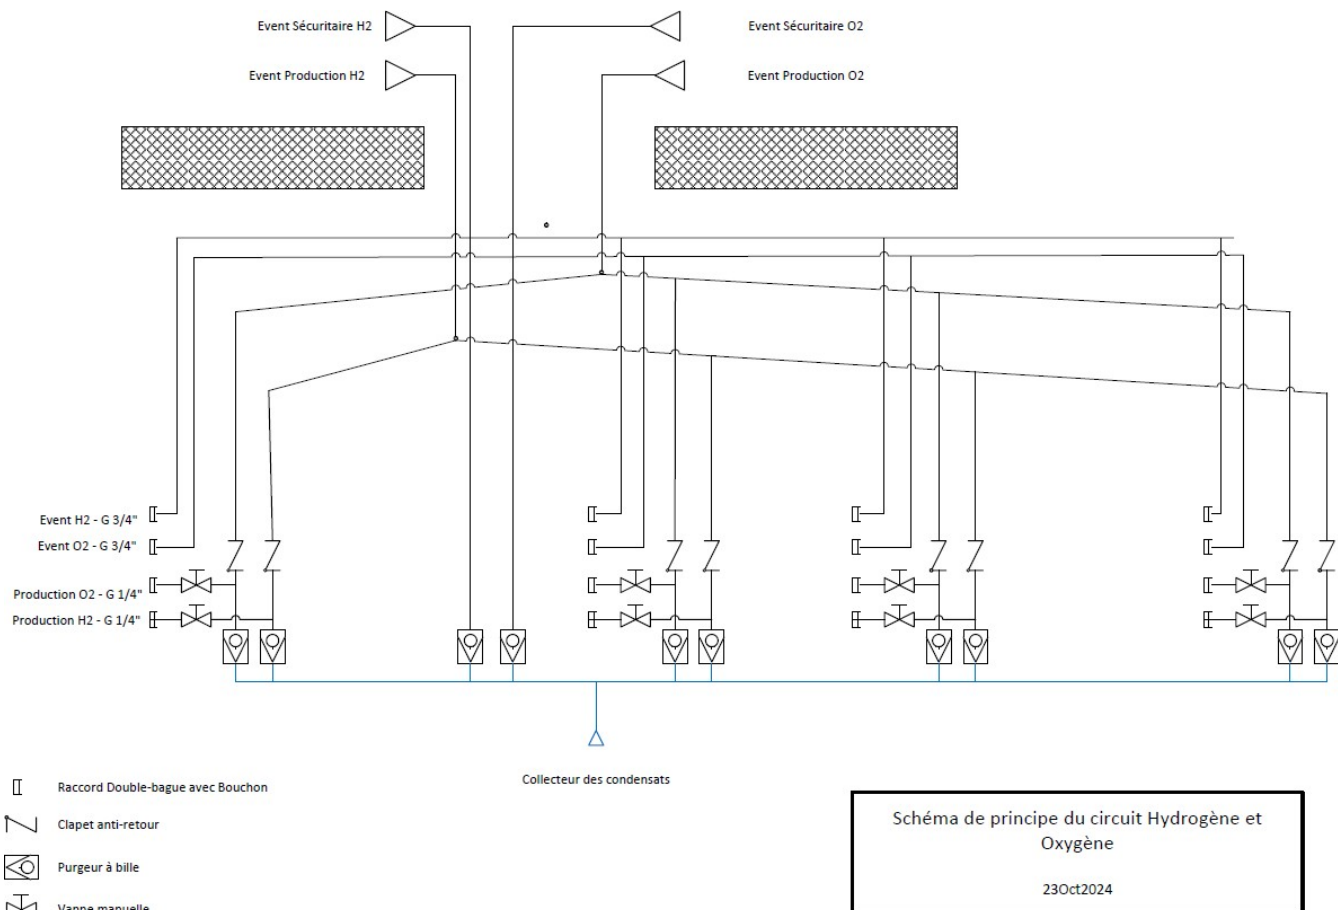 Event Sécuritaire H2
Event Sécuritaire O2
Event Production H2
Event Production O2
Event H2 - G 3/4"
Event O2 - G 3/4"
Production O2 - G 1/4"
Production H2 - G 1/4"
Collecteur des condensats
Raccord Double-bague avec Bouchon
Clapet anti-retour
Purgeur à bille
Vanne manuelle
Schéma de principe du circuit Hydrogène et
Oxygène
23Oct2024